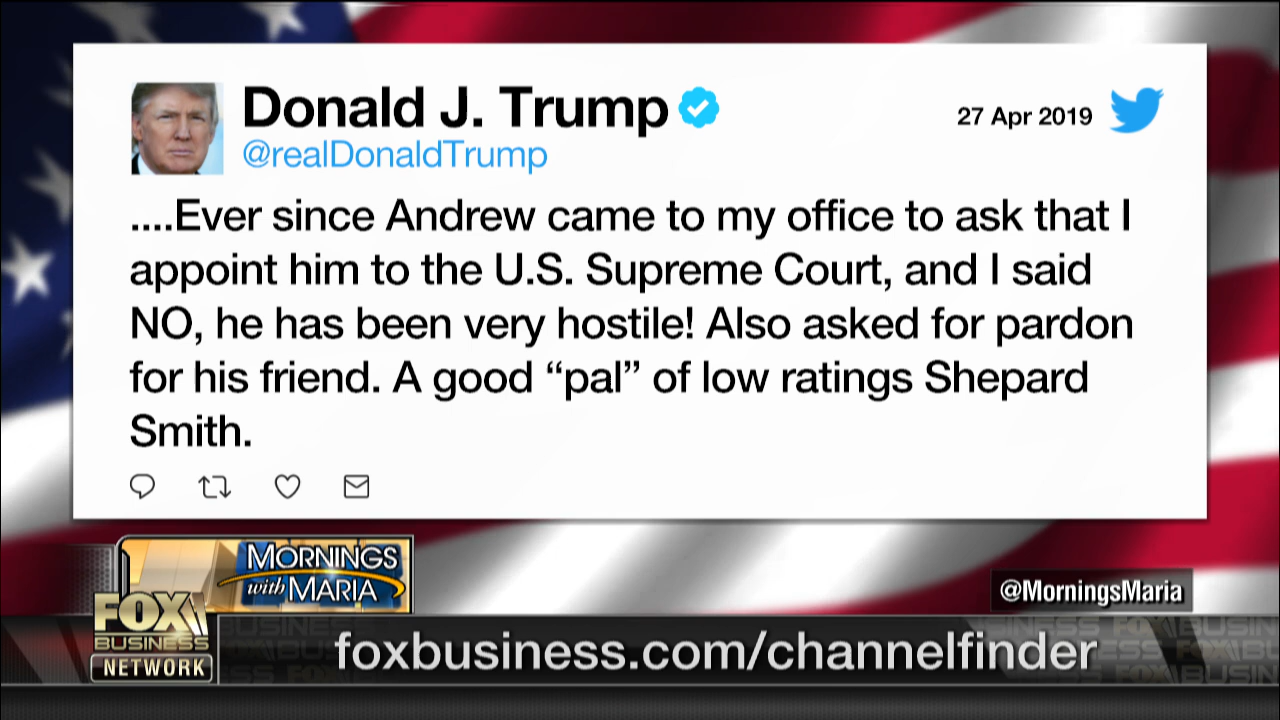 Donald J. Trump
@realDonaldTrump
27 Apr 2019
....Ever since Andrew came to my office to ask that I
appoint him to the U.S. Supreme Court, and I said
NO, he has been very hostile! Also asked for pardon
for his friend. A good “pal” of low ratings Shepard
Smith.
MORNINGS
with MARIA
@MorningsMaria
FOX
BUSINESS
NETWORK
foxbusiness.com/channelfinder